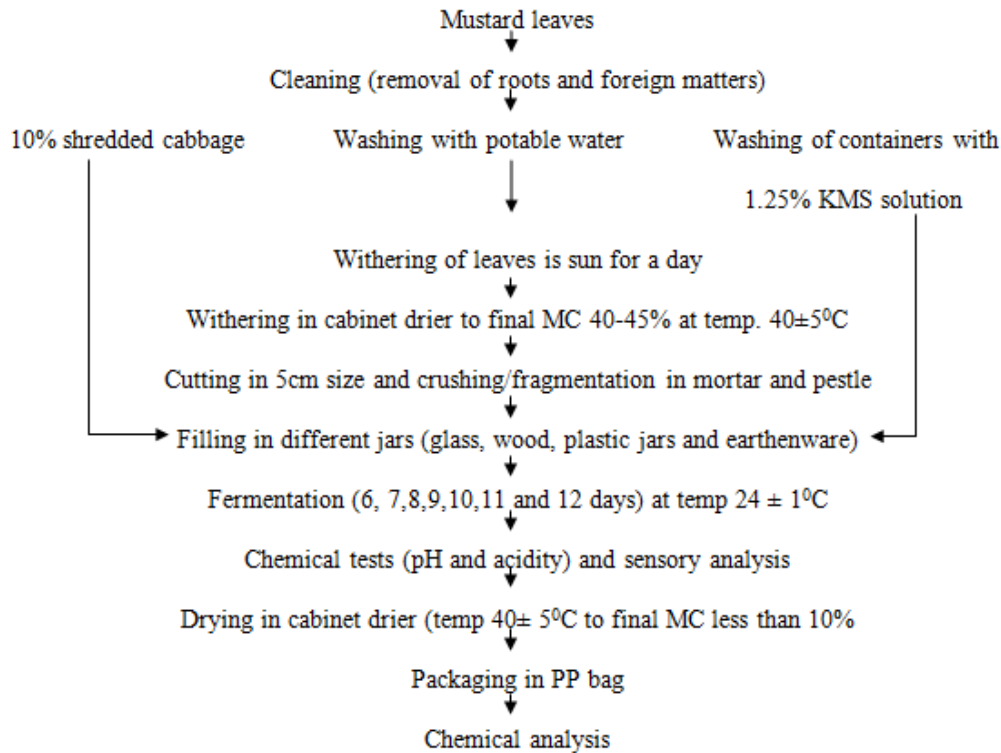 Mustard leaves
Cleaning (removal of roots and foreign matters)
10% shredded cabbage
Washing with potable water
Washing of containers with
1.25% KMS solution
Withering of leaves is sun for a day
Withering in cabinet drier to final MC 40-45% at temp. 40±5⁰C
Cutting in 5cm size and crushing/fragmentation in mortar and pestle
Filling in different jars (glass, wood, plastic jars and earthenware)
Fermentation (6, 7,8,9,10,11 and 12 days) at temp 24 ± 1⁰C
Chemical tests (pH and acidity) and sensory analysis
Drying in cabinet drier (temp 40± 5⁰C to final MC less than 10%
Packaging in PP bag
Chemical analysis